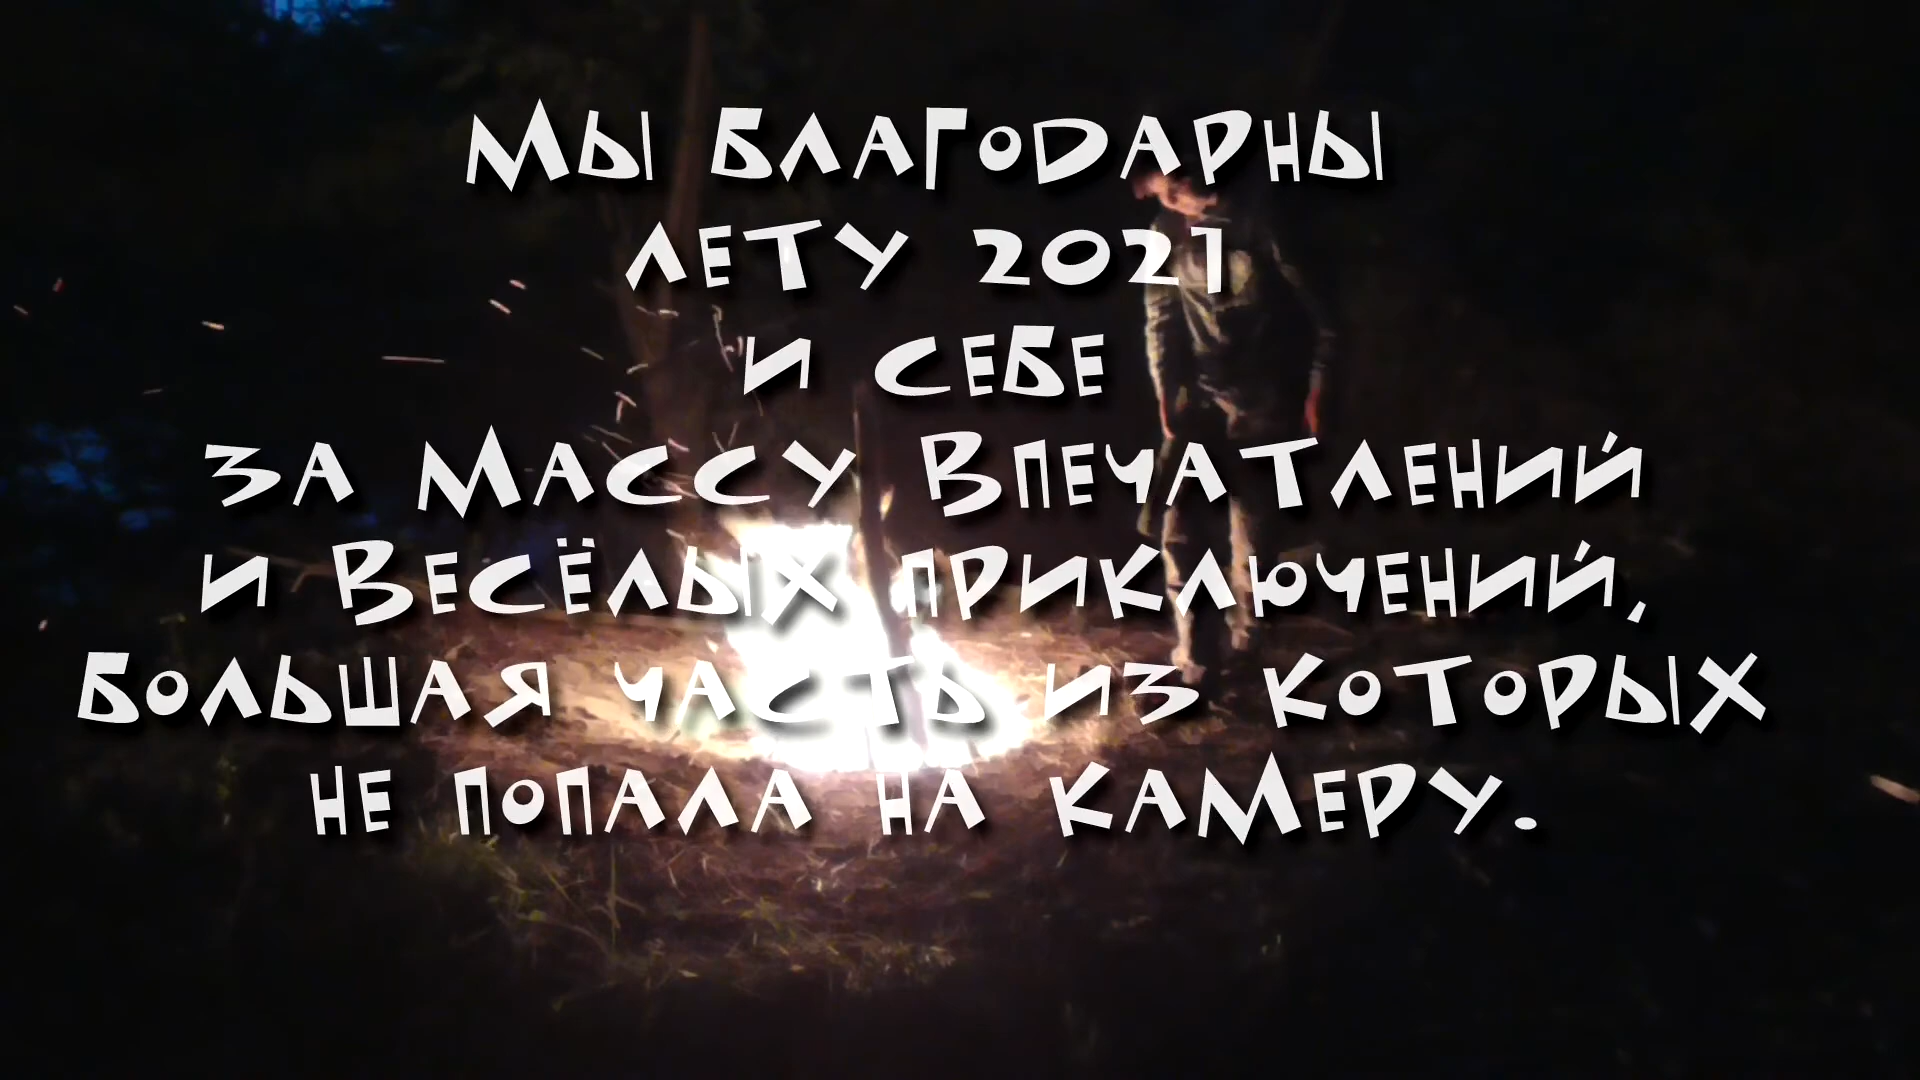 Мы благодарны
лету 2021
и себе
за массу впечатлений
и весёлых приключений,
большая часть из которых
не попала на камеру.